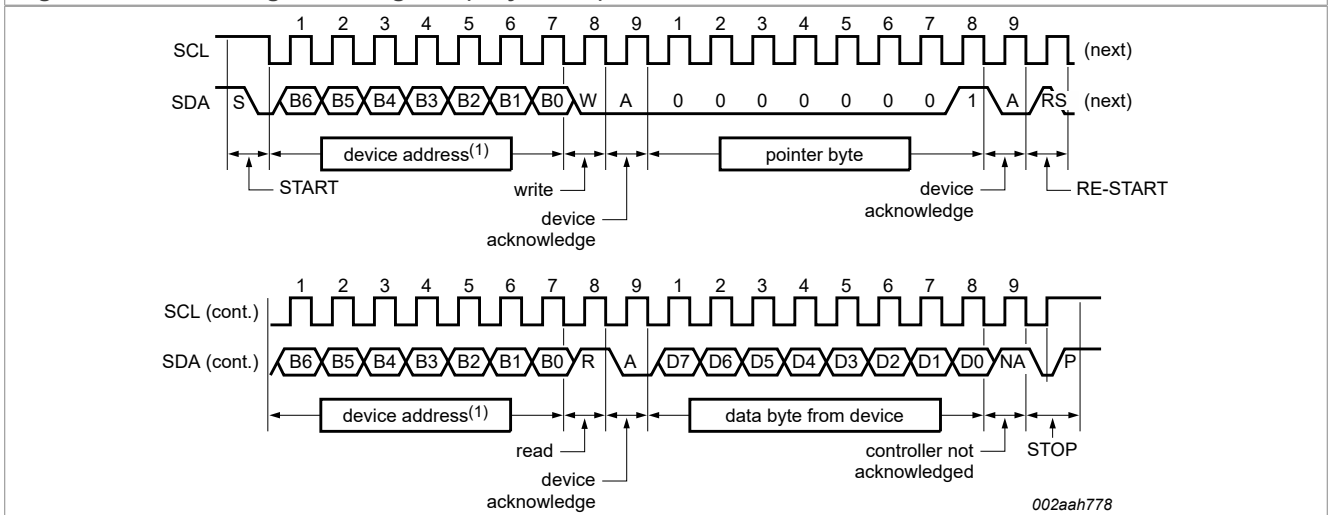 1 2 3 4 5 6 7 8 9 1 2 3 4 5 6 7 8 9
SCL (next)
SDA S B6 B5 B4 B3 B2 B1 B0 W A 0 0 0 0 0 0 0 1 A RS (next)
device address(1) pointer byte
START write device acknowledge device acknowledge RE-START
1 2 3 4 5 6 7 8 9 1 2 3 4 5 6 7 8 9
SCL (cont.)
SDA (cont.) B6 B5 B4 B3 B2 B1 B0 R A D7 D6 D5 D4 D3 D2 D1 D0 NA P
device address(1) data byte from device
read device acknowledge controller not acknowledged STOP
002aah778